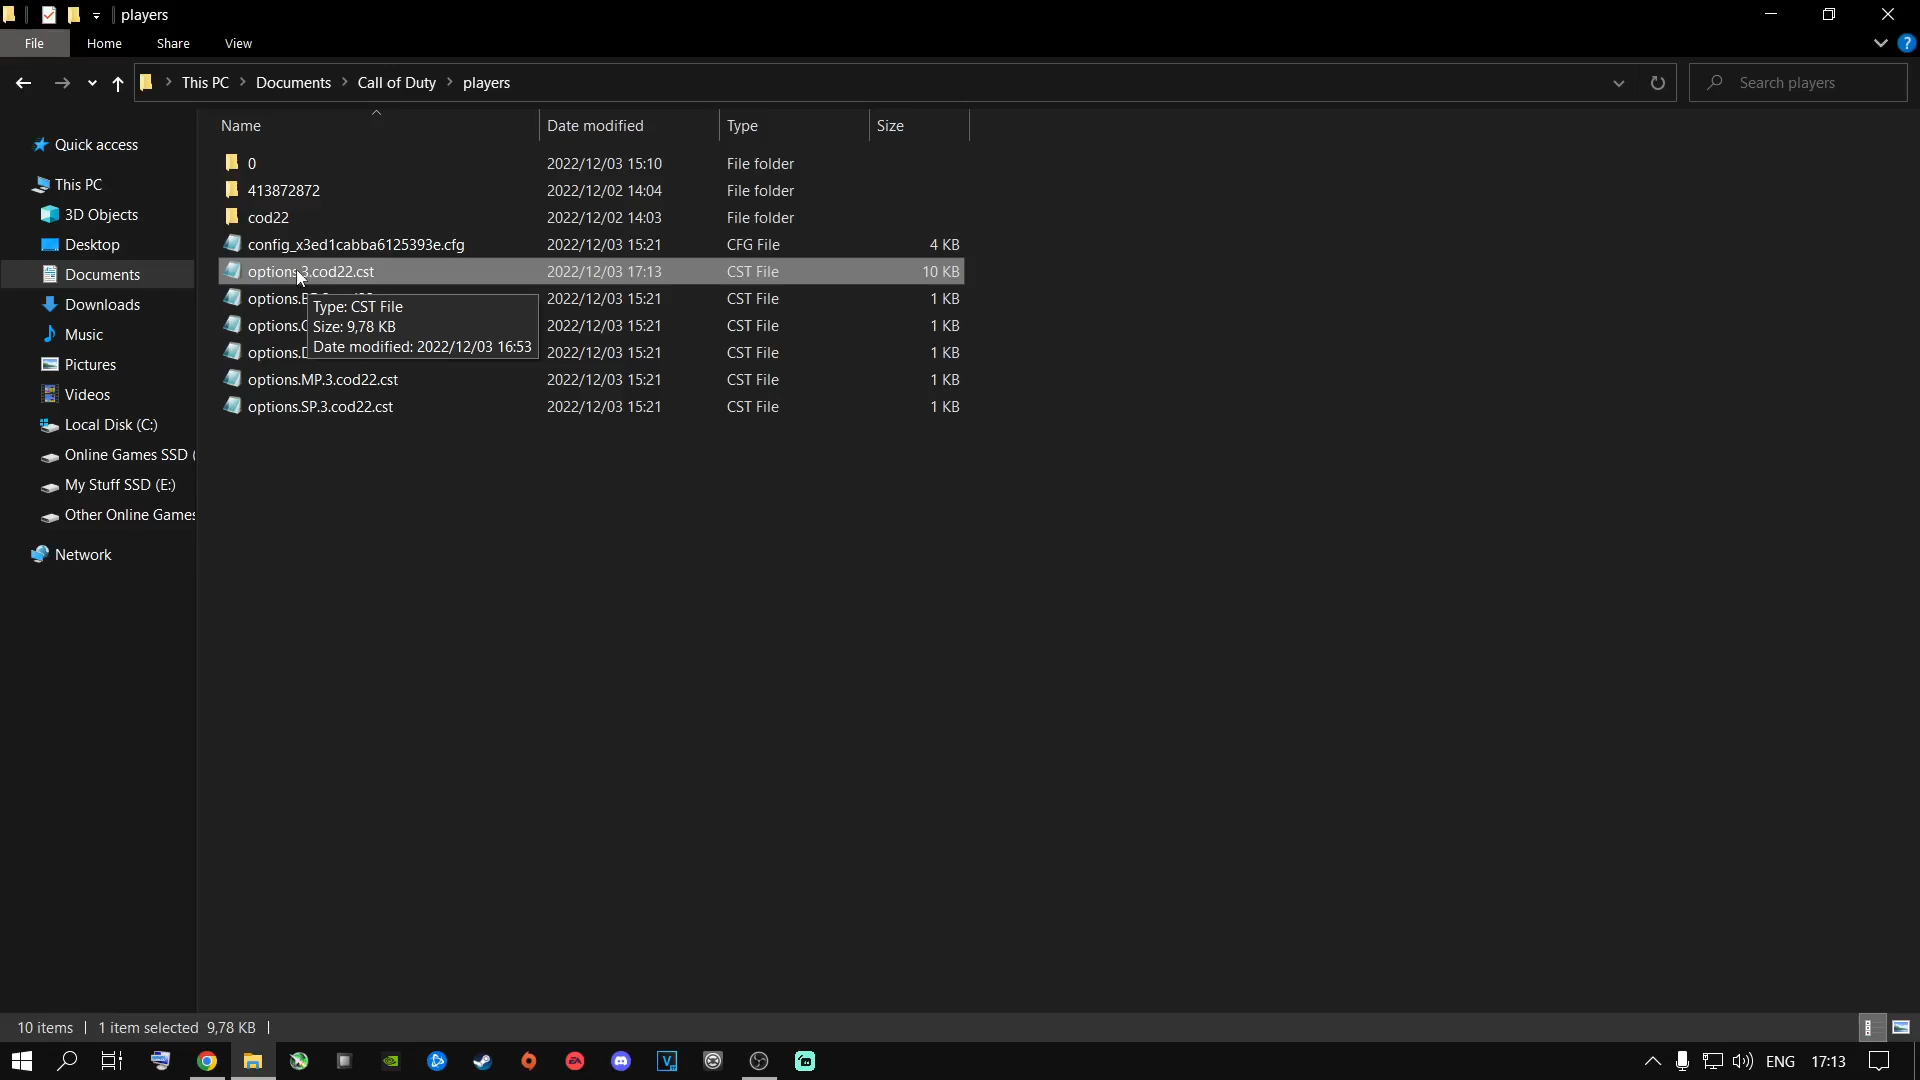 players
File Home Share View
This PC Documents Call of Duty players
Search players
Name Date modified Type Size
Quick access
This PC
3D Objects
Desktop
Documents
Downloads
Music
Pictures
Videos
Local Disk (C:)
Online Games SSD (
My Stuff SSD (E:)
Other Online Games
Network
0 2022/12/03 15:10 File folder
413872872 2022/12/02 14:04 File folder
cod22 2022/12/02 14:03 File folder
config_x3ed1cabba6125393e.cfg 2022/12/03 15:21 CFG File 4 KB
options.3.cod22.cst 2022/12/03 17:13 CST File 10 KB
options. 2022/12/03 15:21 CST File 1 KB
options. 2022/12/03 15:21 CST File 1 KB
options. 2022/12/03 15:21 CST File 1 KB
options.MP.3.cod22.cst 2022/12/03 15:21 CST File 1 KB
options.SP.3.cod22.cst 2022/12/03 15:21 CST File 1 KB
Type: CST File
Size: 9,78 KB
Date modified: 2022/12/03 16:53
10 items 1 item selected 9,78 KB
ENG 17:13